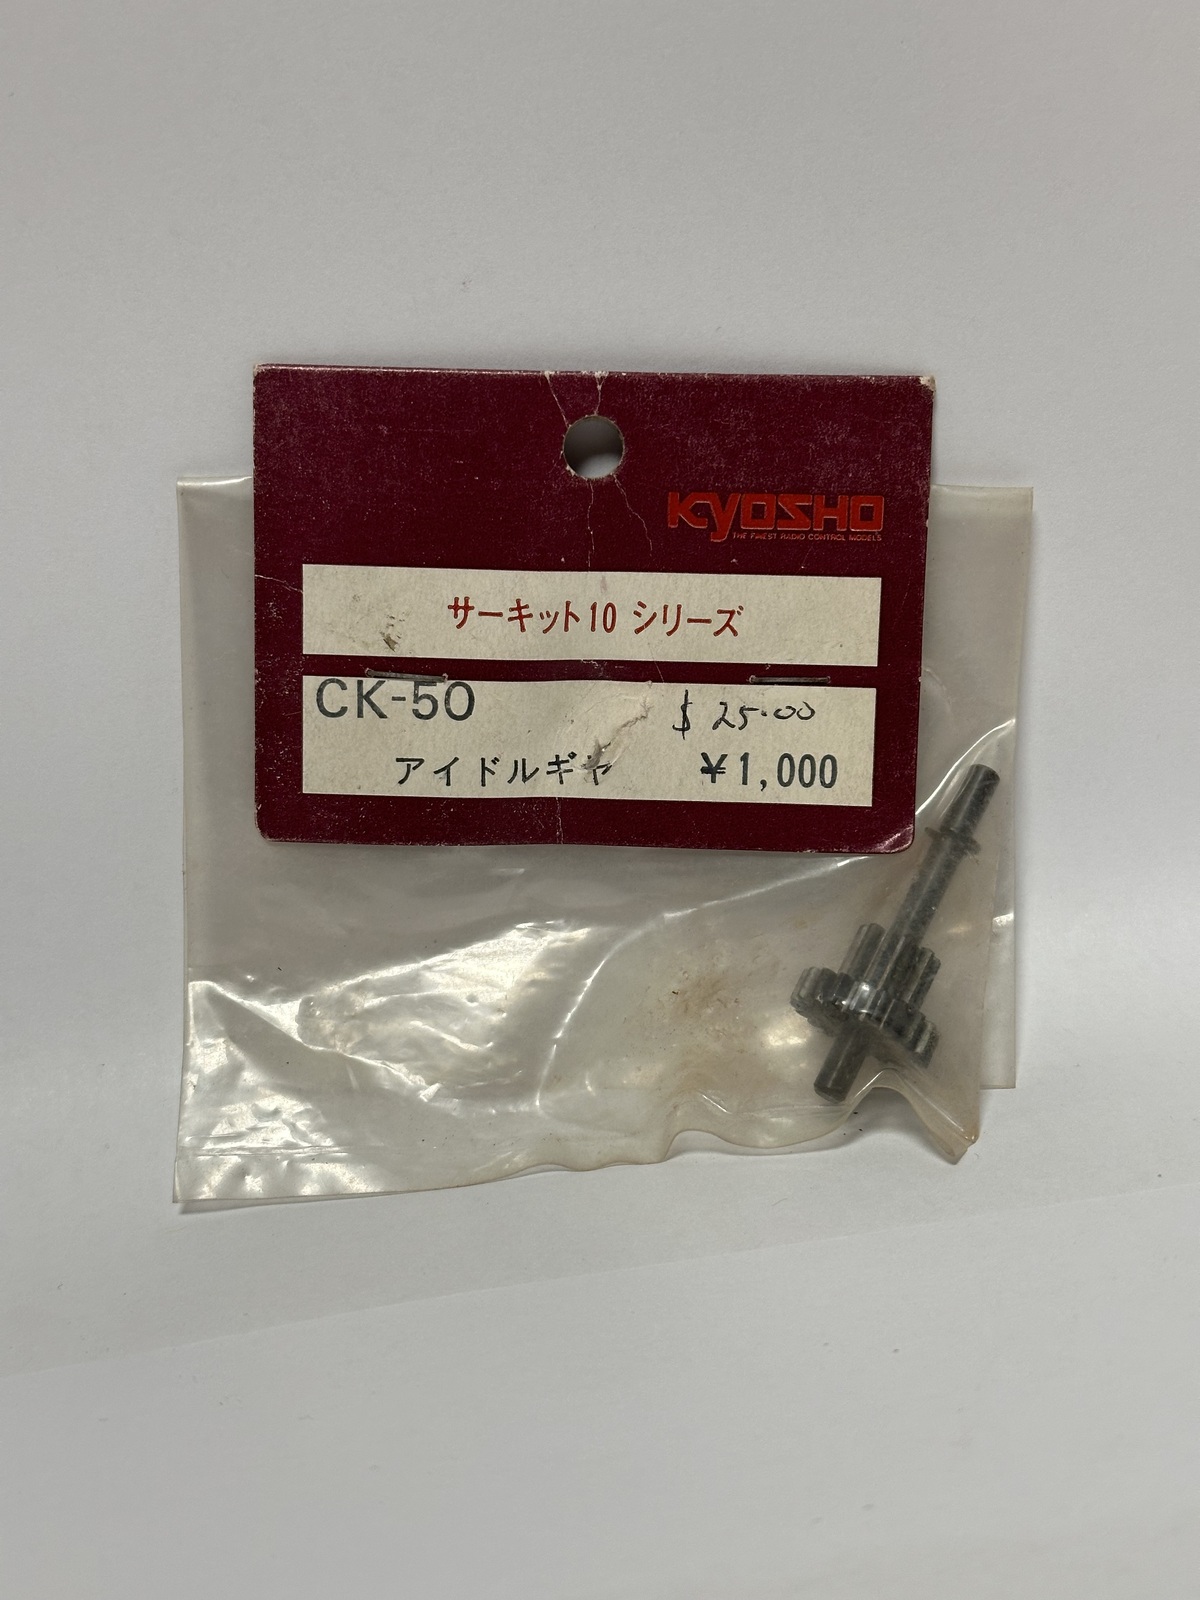 KYOSHO
THE FINEST RADIO CONTROL MODELS
サーキット10 シリーズ
CK-50
$ 25.00
アイドルギヤ
¥1,000